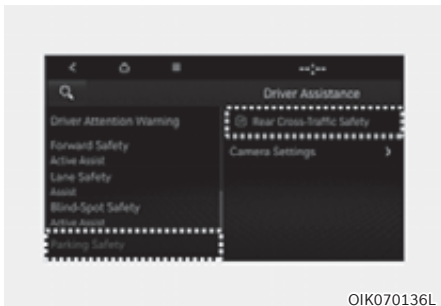 --:--
Driver Assistance
Driver Attention Warning
Rear Cross-Traffic Safety
Forward Safety
Active Assist
Camera Settings
Lane Safety
Assist
Blind-Spot Safety
Active Assist
Parking Safety
OIK070136L